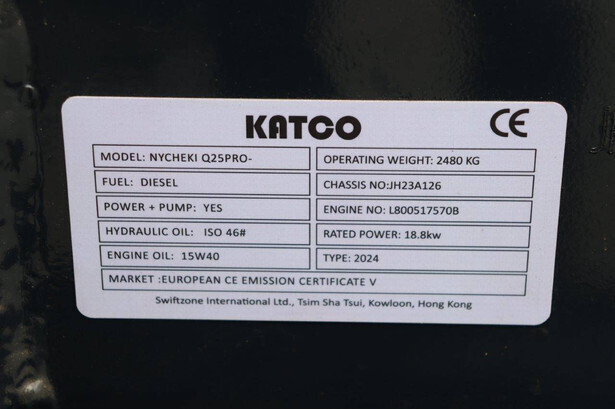 KATCO CE
MODEL: NYCHEKI Q25PRO-
OPERATING WEIGHT: 2480 KG
FUEL: DIESEL
CHASSIS NO:JH23A126
POWER + PUMP: YES
ENGINE NO: L800517570B
HYDRAULIC OIL: ISO 46#
RATED POWER: 18.8kw
ENGINE OIL: 15W40
TYPE: 2024
MARKET :EUROPEAN CE EMISSION CERTIFICATE V
Swiftzone International Ltd., Tsim Sha Tsui, Kowloon, Hong Kong